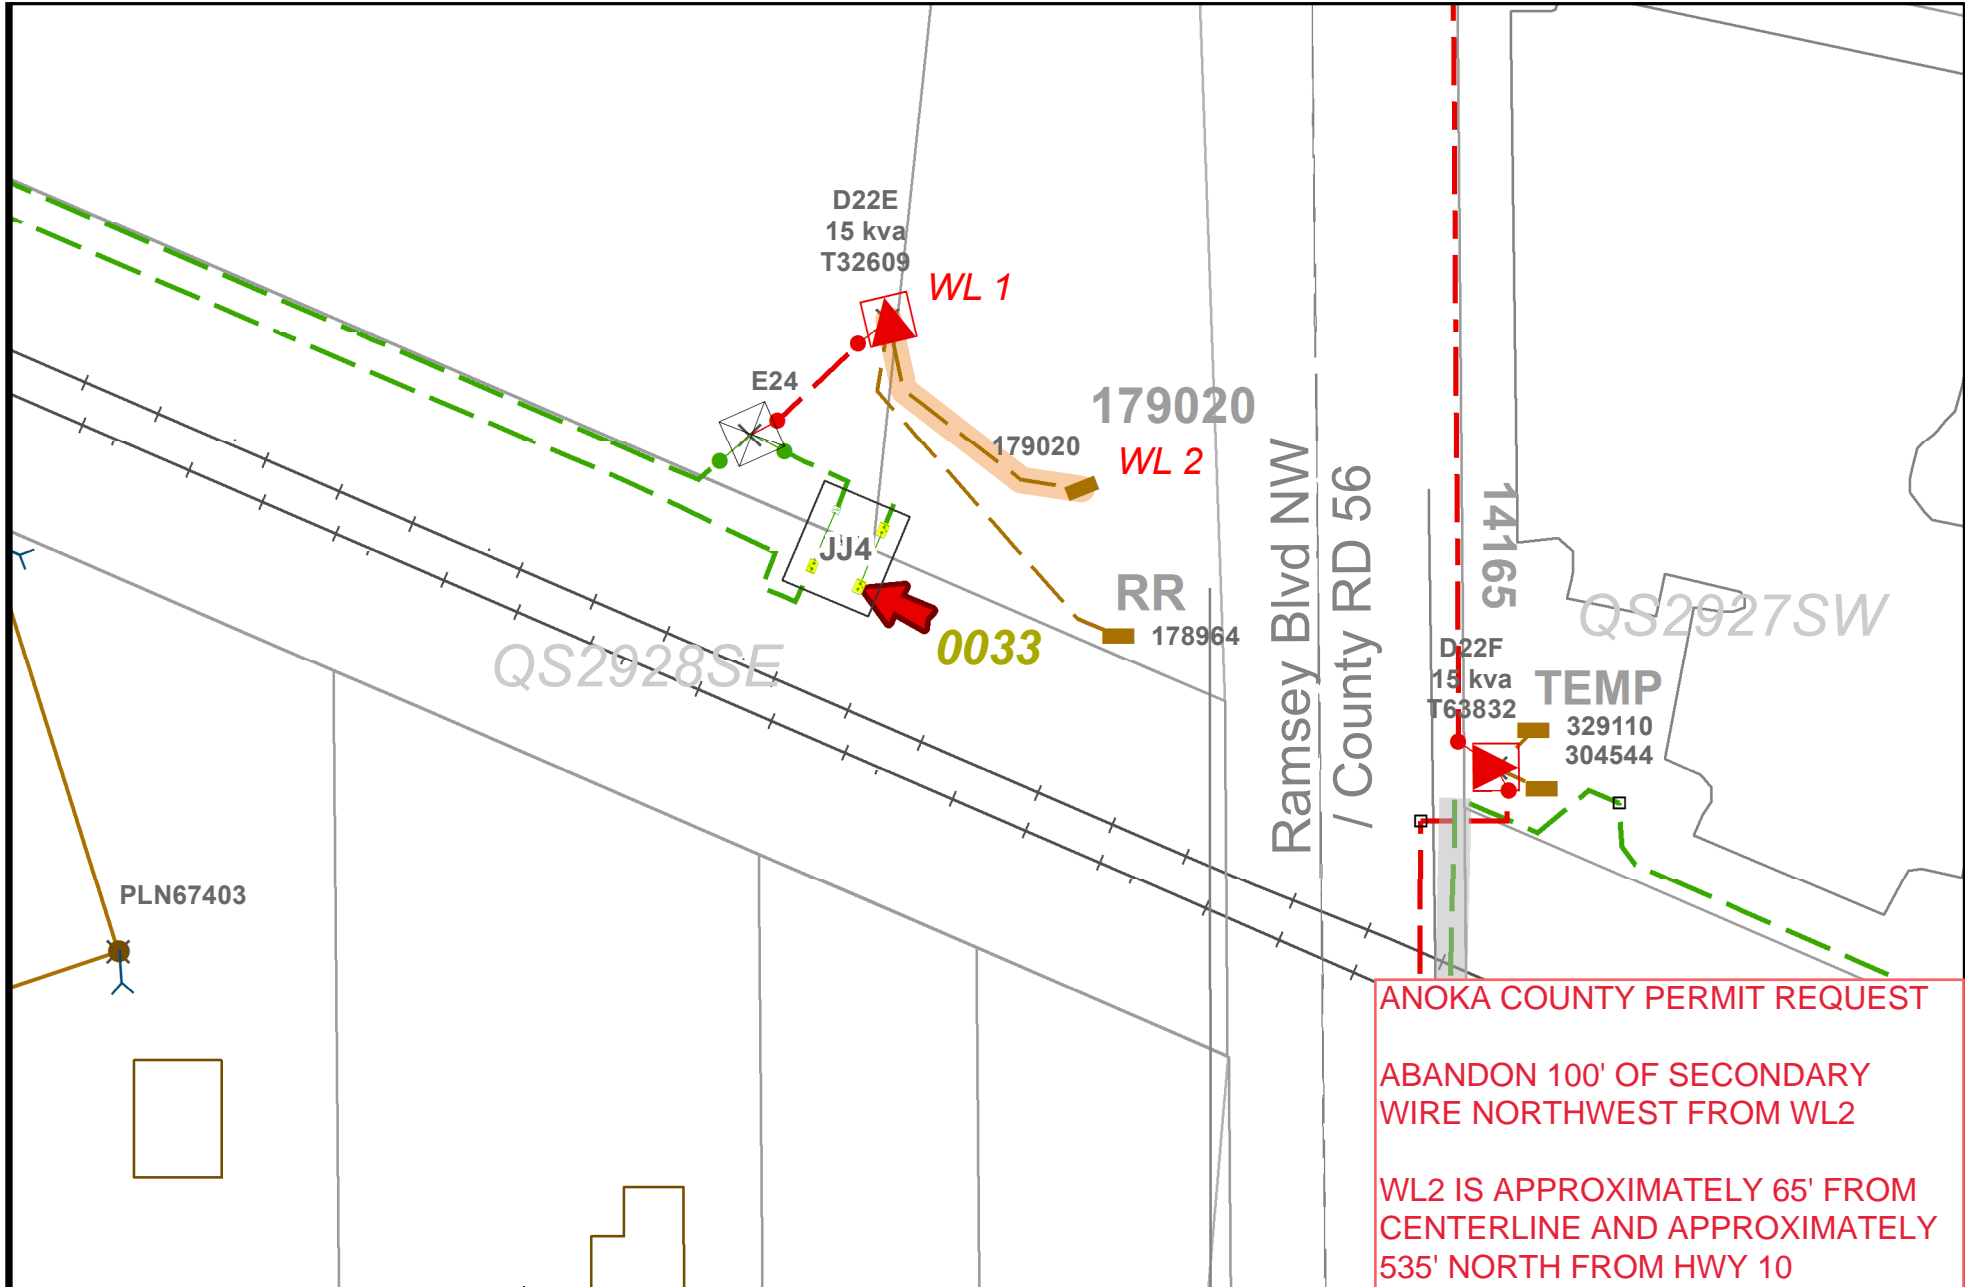 D22E
15 kva
T32609
WL 1
E24
179020
179020
WL 2
JJ4
0033
RR
178964
QS2928SE
Ramsey Blvd NW
/ County RD 56
14165
QS2927SW
D22F
15 kva
T63832
TEMP
329110
304544
PLN67403
ANOKA COUNTY PERMIT REQUEST
ABANDON 100' OF SECONDARY
WIRE NORTHWEST FROM WL2
WL2 IS APPROXIMATELY 65' FROM
CENTERLINE AND APPROXIMATELY
535' NORTH FROM HWY 10